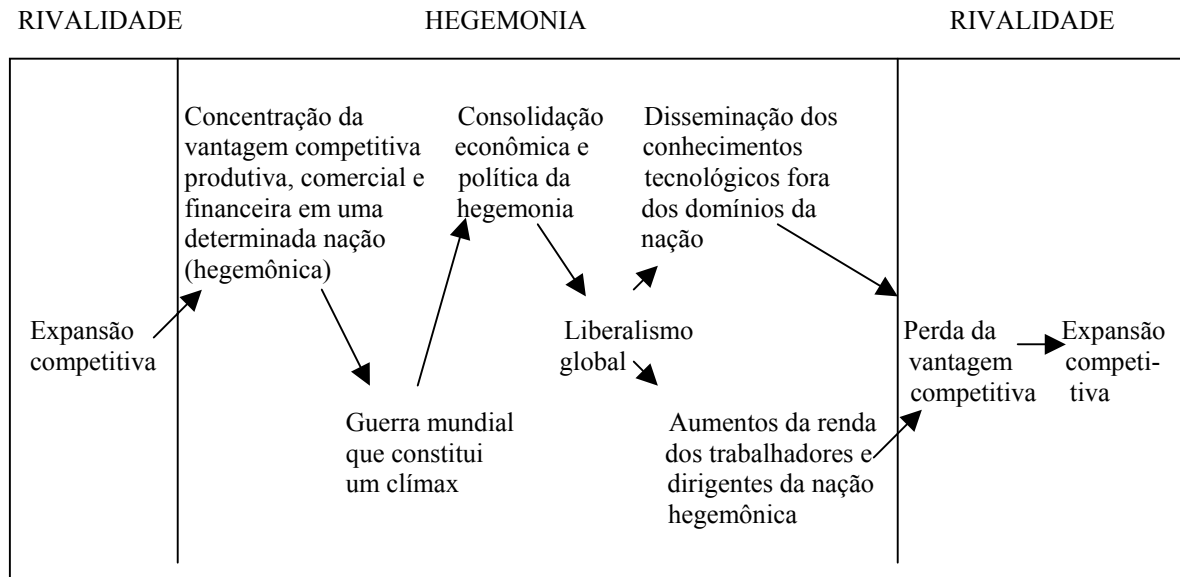 RIVALIDADE HEGEMONIA RIVALIDADE
Expansão
competitiva
Concentração da
vantagem competitiva
produtiva, comercial e
financeira em uma
determinada nação
(hegemônica)
Guerra mundial
que constitui
um clímax
Consolidação
econômica e
política da
hegemonia
Liberalismo
global
Disseminação dos
conhecimentos
tecnológicos fora
dos domínios da
nação
Aumentos da renda
dos trabalhadores e
dirigentes da nação
hegemônica
Perda da
vantagem
competitiva
Expansão
competi-
tiva